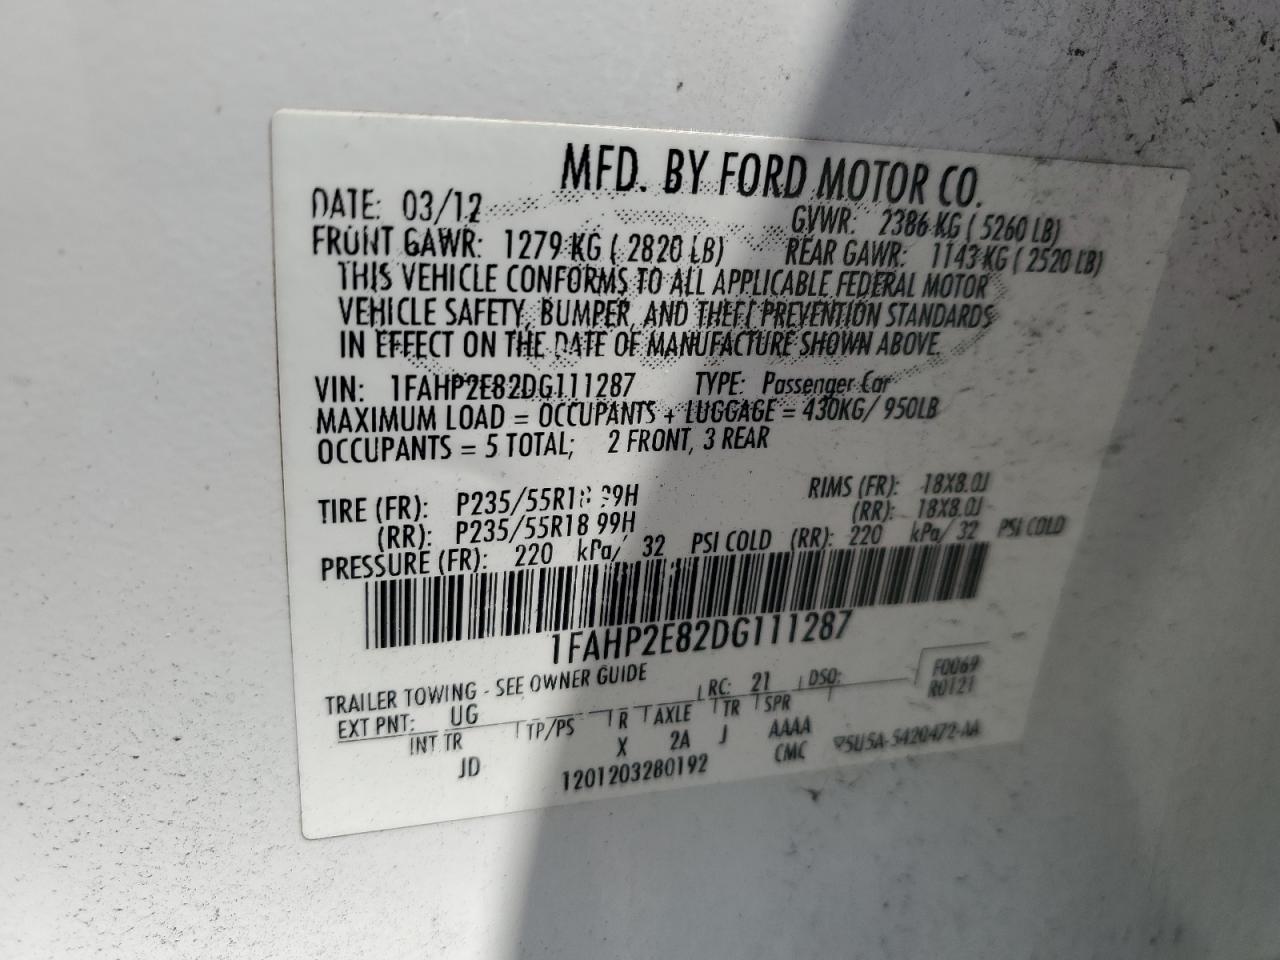 MFD. BY FORD MOTOR CO.
DATE: 03/12 GVWR: 2386 KG ( 5260 LB)
FRONT GAWR: 1279 KG ( 2820 LB) REAR GAWR: 1143 KG ( 2520 LB)
THIS VEHICLE CONFORMS TO ALL APPLICABLE FEDERAL MOTOR
VEHICLE SAFETY, BUMPER, AND THEFT PREVENTION STANDARDS
IN EFFECT ON THE DATE OF MANUFACTURE SHOWN ABOVE.
VIN: 1FAHP2E82DG111287 TYPE: Passenger Car
MAXIMUM LOAD = OCCUPANTS + LUGGAGE = 430KG/ 950LB
OCCUPANTS = 5 TOTAL; 2 FRONT, 3 REAR
TIRE (FR): P235/55R18 99H RIMS (FR): 18X8.0J
(RR): P235/55R18 99H (RR): 18X8.0J
PRESSURE (FR): 220 kPa/ 32 PSI COLD (RR): 220 kPa/ 32 PSI COLD
1FAHP2E82DG111287
TRAILER TOWING - SEE OWNER GUIDE
EXT PNT: UG RC: 21 DSO: F0069
R0121
INT TR TP/PS R AXLE TR SPR
JD X 2A J AAAA
1201203280192 CMC 5U5A-5420472-AA